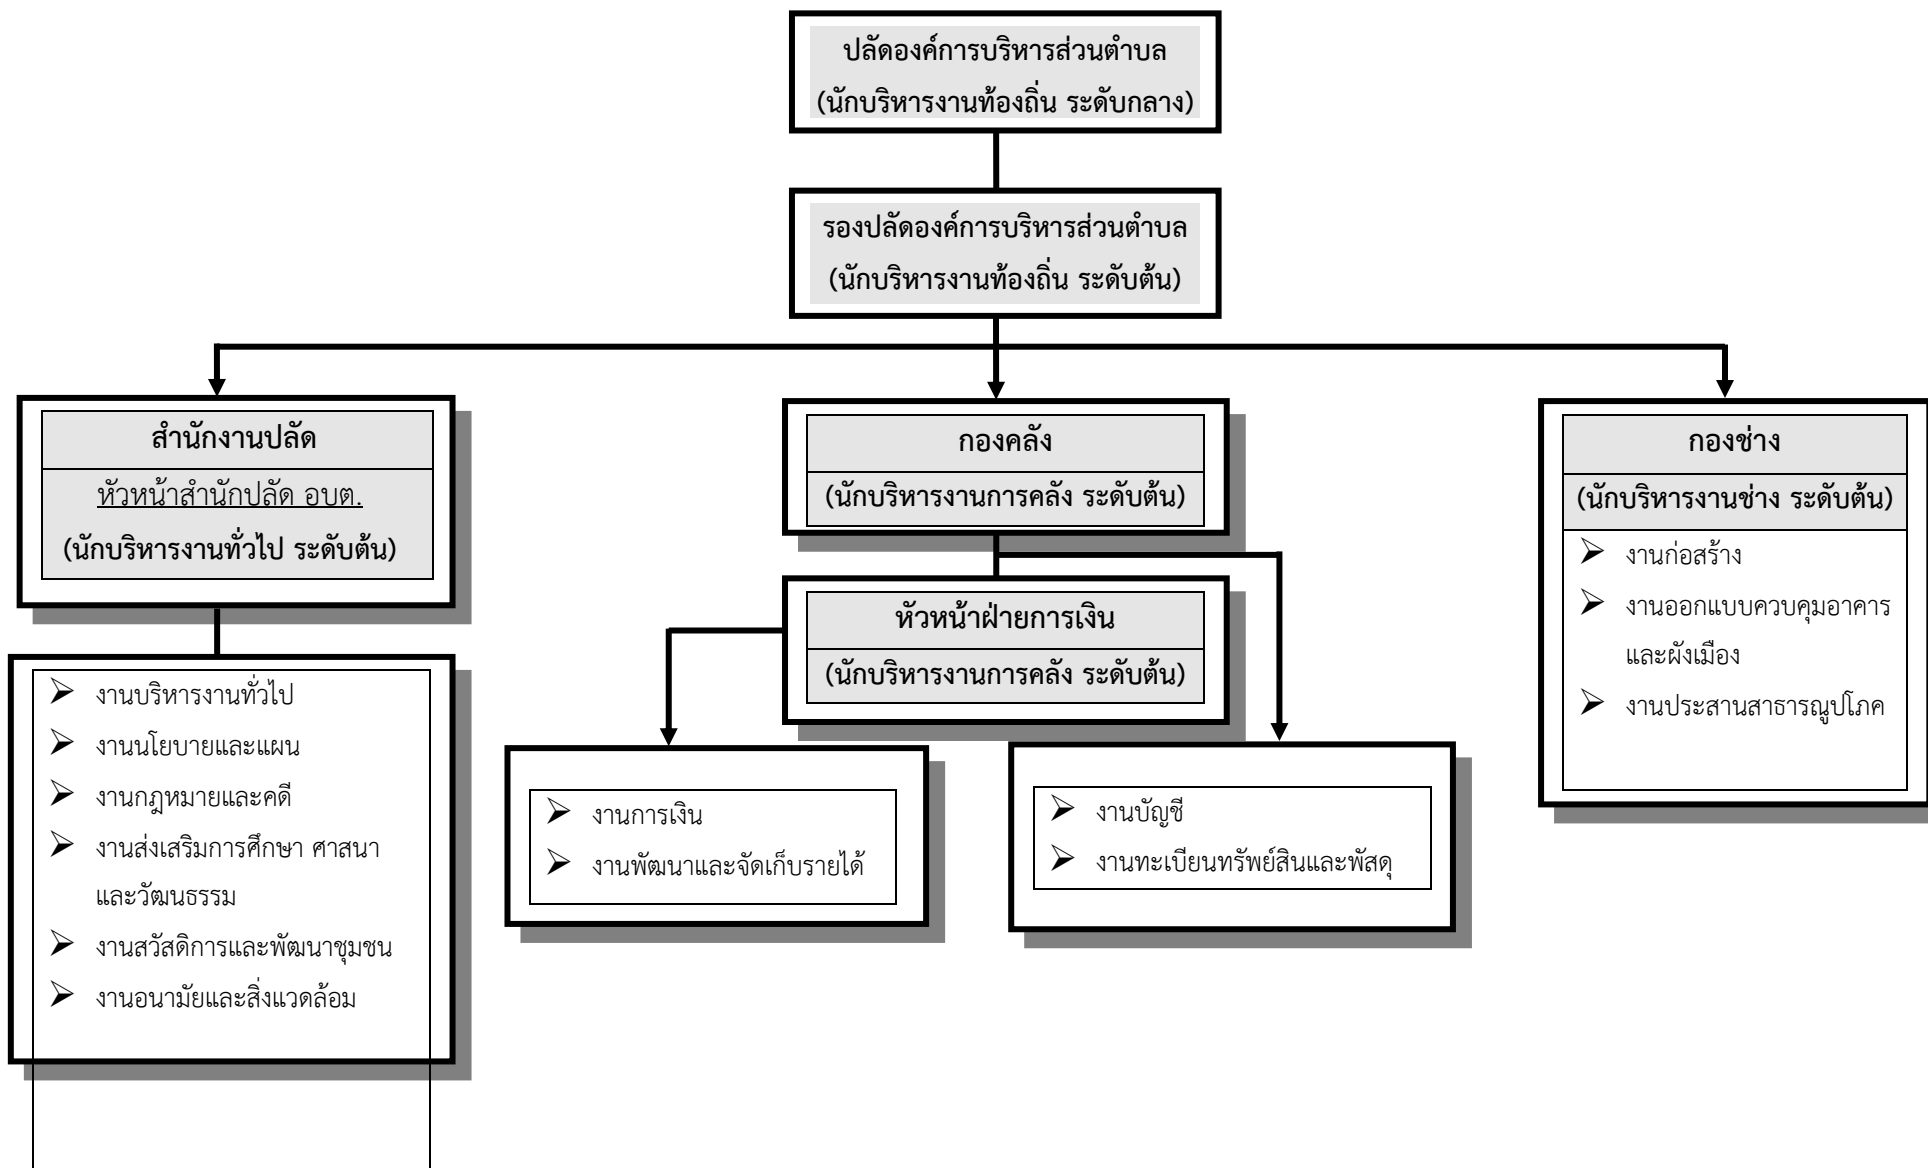 ปลัดองค์การบริหารส่วนตำบล
(นักบริหารงานท้องถิ่น ระดับกลาง)
รองปลัดองค์การบริหารส่วนตำบล
(นักบริหารงานท้องถิ่น ระดับต้น)
สำนักงานปลัด
หัวหน้าสำนักปลัด อบต.
(นักบริหารงานทั่วไป ระดับต้น)
งานบริหารงานทั่วไป
งานนโยบายและแผน
งานกฎหมายและคดี
งานส่งเสริมการศึกษา ศาสนา
และวัฒนธรรม
งานสวัสดิการและพัฒนาชุมชน
งานอนามัยและสิ่งแวดล้อม
กองคลัง
(นักบริหารงานการคลัง ระดับต้น)
หัวหน้าฝ่ายการเงิน
(นักบริหารงานการคลัง ระดับต้น)
งานการเงิน
งานพัฒนาและจัดเก็บรายได้
งานบัญชี
งานทะเบียนทรัพย์สินและพัสดุ
กองช่าง
(นักบริหารงานช่าง ระดับต้น)
งานก่อสร้าง
งานออกแบบควบคุมอาคาร
และผังเมือง
งานประสานสาธารณูปโภค